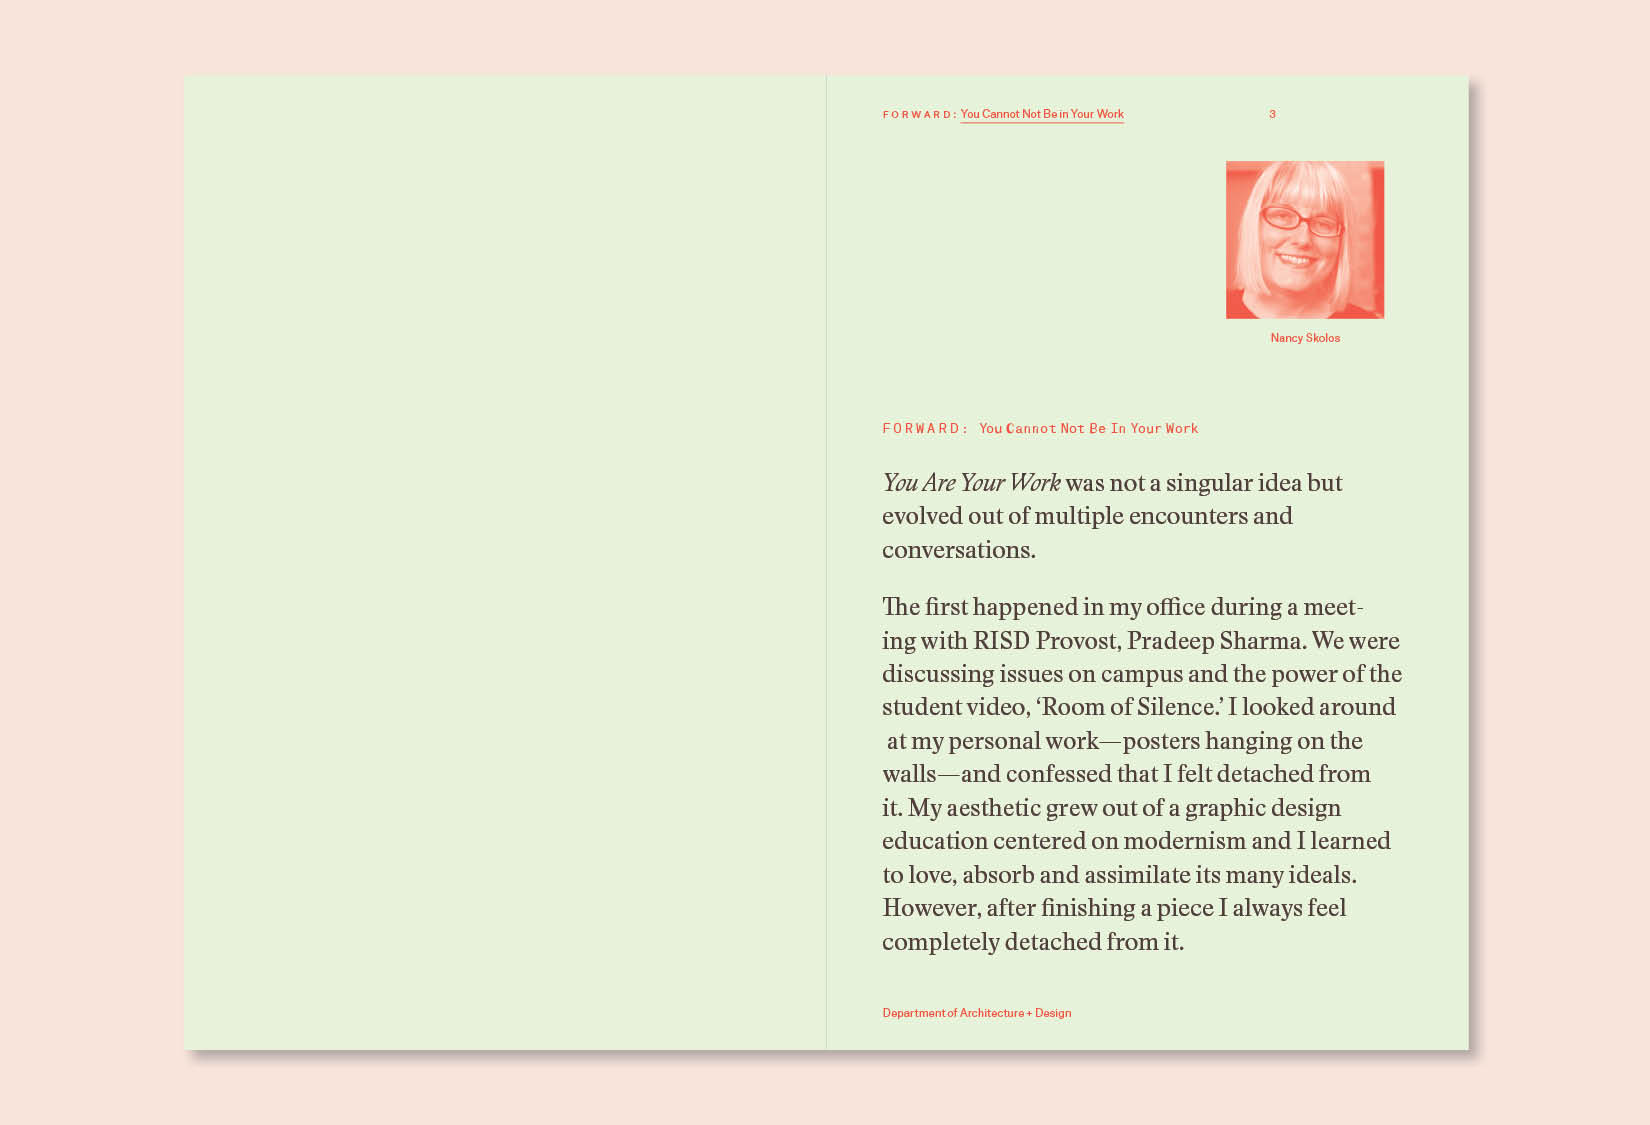 FORWARD: You Cannot Not Be in Your Work 3
Nancy Skolos
FORWARD: You Cannot Not Be In Your Work
You Are Your Work was not a singular idea but
evolved out of multiple encounters and
conversations.
The first happened in my office during a meet-
ing with RISD Provost, Pradeep Sharma. We were
discussing issues on campus and the power of the
student video, ‘Room of Silence.’ I looked around
at my personal work—posters hanging on the
walls—and confessed that I felt detached from
it. My aesthetic grew out of a graphic design
education centered on modernism and I learned
to love, absorb and assimilate its many ideals.
However, after finishing a piece I always feel
completely detached from it.
Department of Architecture + Design